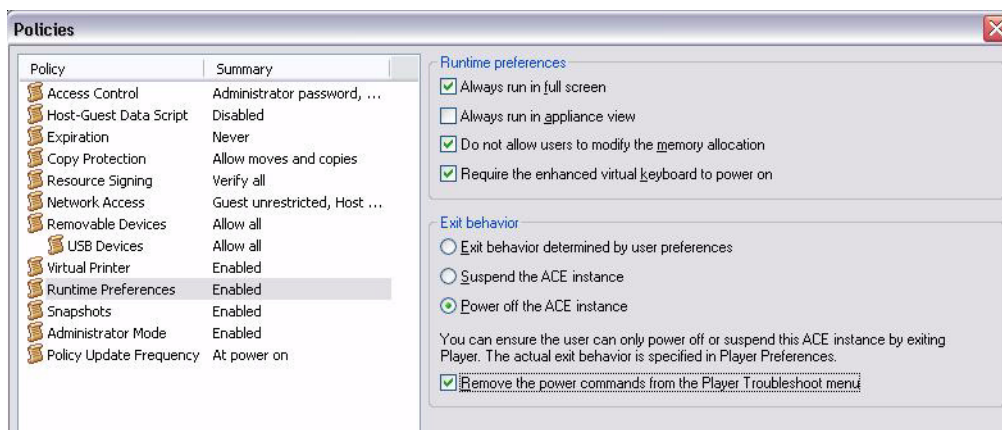 Policies
Policy Summary
Access Control Administrator password, ...
Host-Guest Data Script Disabled
Expiration Never
Copy Protection Allow moves and copies
Resource Signing Verify all
Network Access Guest unrestricted, Host ...
Removable Devices Allow all
USB Devices Allow all
Virtual Printer Enabled
Runtime Preferences Enabled
Snapshots Enabled
Administrator Mode Enabled
Policy Update Frequency At power on
Runtime preferences
Always run in full screen
Always run in appliance view
Do not allow users to modify the memory allocation
Require the enhanced virtual keyboard to power on
Exit behavior
Exit behavior determined by user preferences
Suspend the ACE instance
Power off the ACE instance
You can ensure the user can only power off or suspend this ACE instance by exiting
Player. The actual exit behavior is specified in Player Preferences.
Remove the power commands from the Player Troubleshoot menu